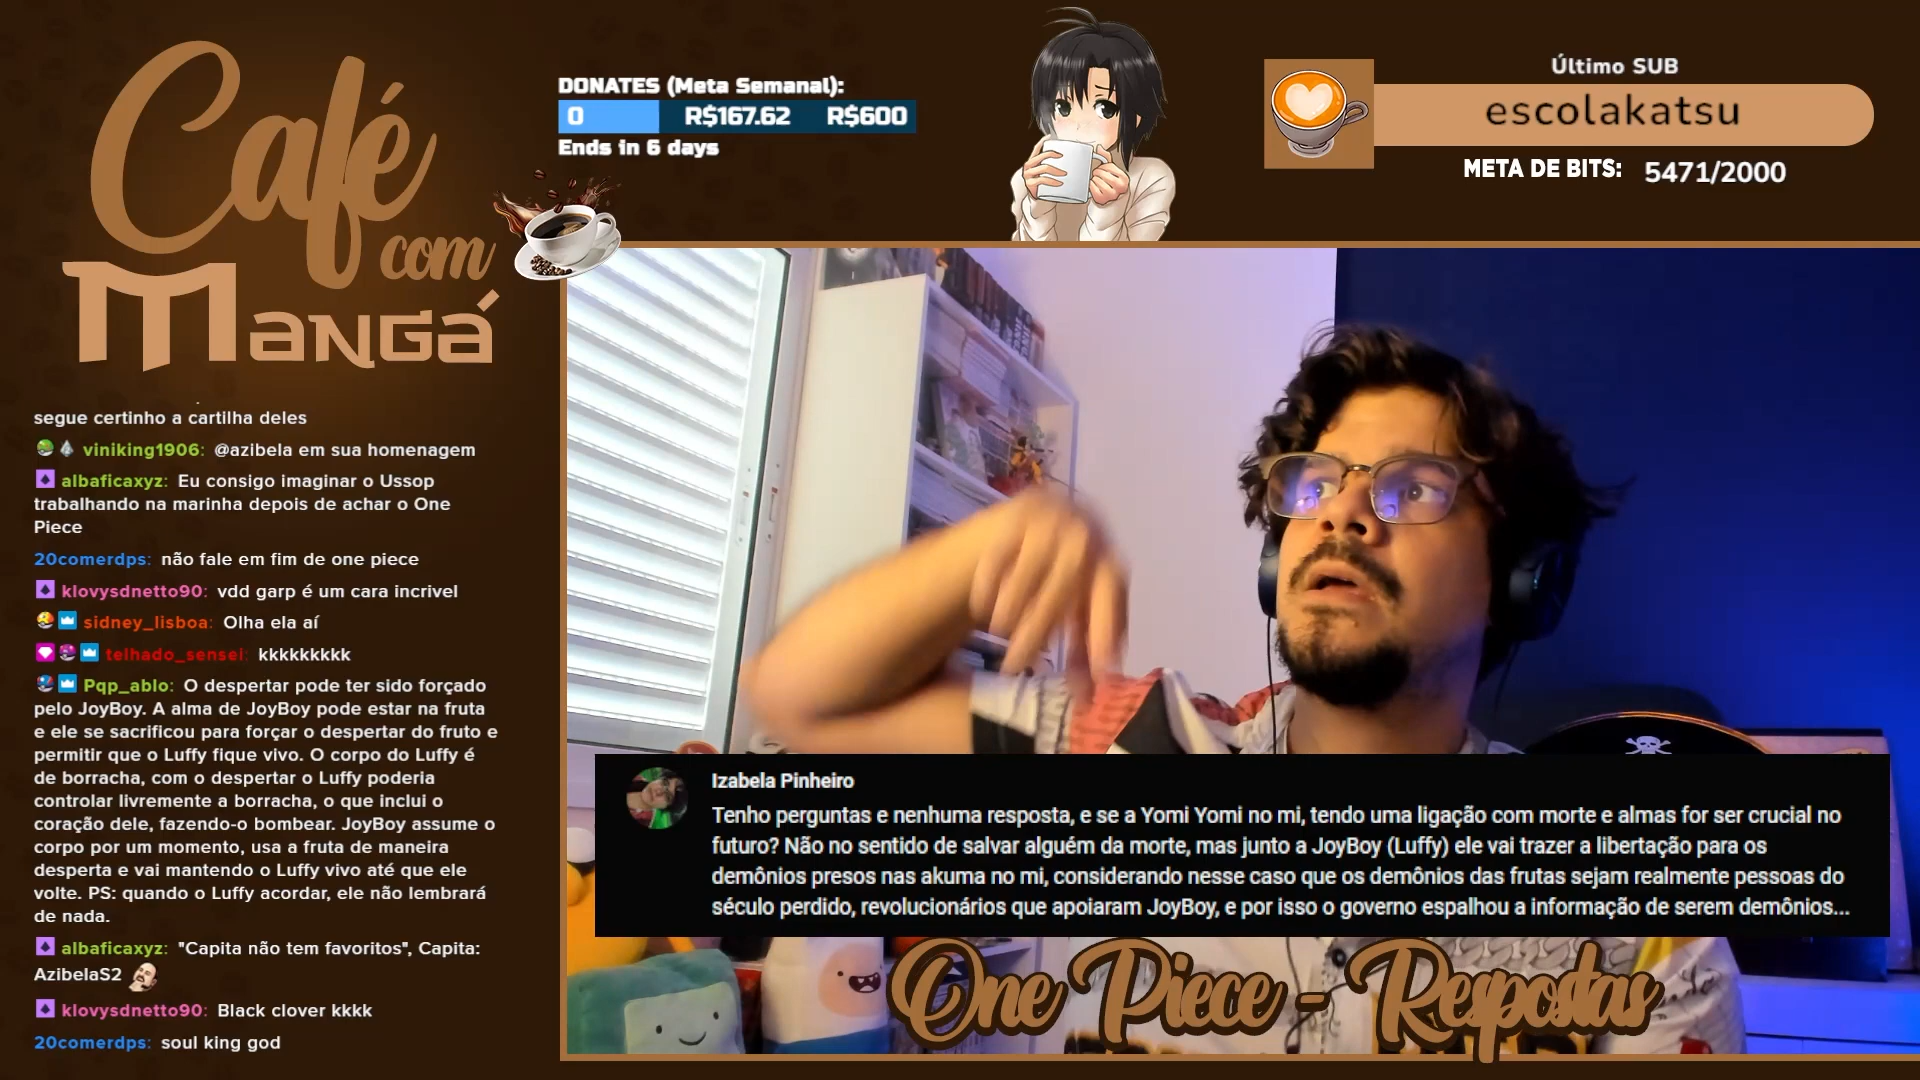 Café
com
Mangá
DONATES (Meta Semanal):
0 R$167.62 R$600
Ends in 6 days
Último SUB
escolakatsu
META DE BITS: 5471/2000
segue certinho a cartilha deles
viniking1906: @azibela em sua homenagem
albaficaxyz: Eu consigo imaginar o Ussop
trabalhando na marinha depois de achar o One
Piece
20comerdps: não fale em fim de one piece
klovysdnetto90: vdd garp é um cara incrivel
sidney_lisboa: Olha ela aí
telhado_sensei: kkkkkkkkk
Pqp_ablo: O despertar pode ter sido forçado
pelo JoyBoy. A alma de JoyBoy pode estar na fruta
e ele se sacrificou para forçar o despertar do fruto e
permitir que o Luffy fique vivo. O corpo do Luffy é
de borracha, com o despertar o Luffy poderia
controlar livremente a borracha, o que inclui o
coração dele, fazendo-o bombear. JoyBoy assume o
corpo por um momento, usa a fruta de maneira
desperta e vai mantendo o Luffy vivo até que ele
volte. PS: quando o Luffy acordar, ele não lembrará
de nada.
albaficaxyz: "Capita não tem favoritos", Capita:
AzibelaS2
klovysdnetto90: Black clover kkkk
20comerdps: soul king god
Izabela Pinheiro
Tenho perguntas e nenhuma resposta, e se a Yomi Yomi no mi, tendo uma ligação com morte e almas for ser crucial no
futuro? Não no sentido de salvar alguém da morte, mas junto a JoyBoy (Luffy) ele vai trazer a libertação para os
demônios presos nas akuma no mi, considerando nesse caso que os demônios das frutas sejam realmente pessoas do
século perdido, revolucionários que apoiaram JoyBoy, e por isso o governo espalhou a informação de serem demônios...
One Piece - Respostas